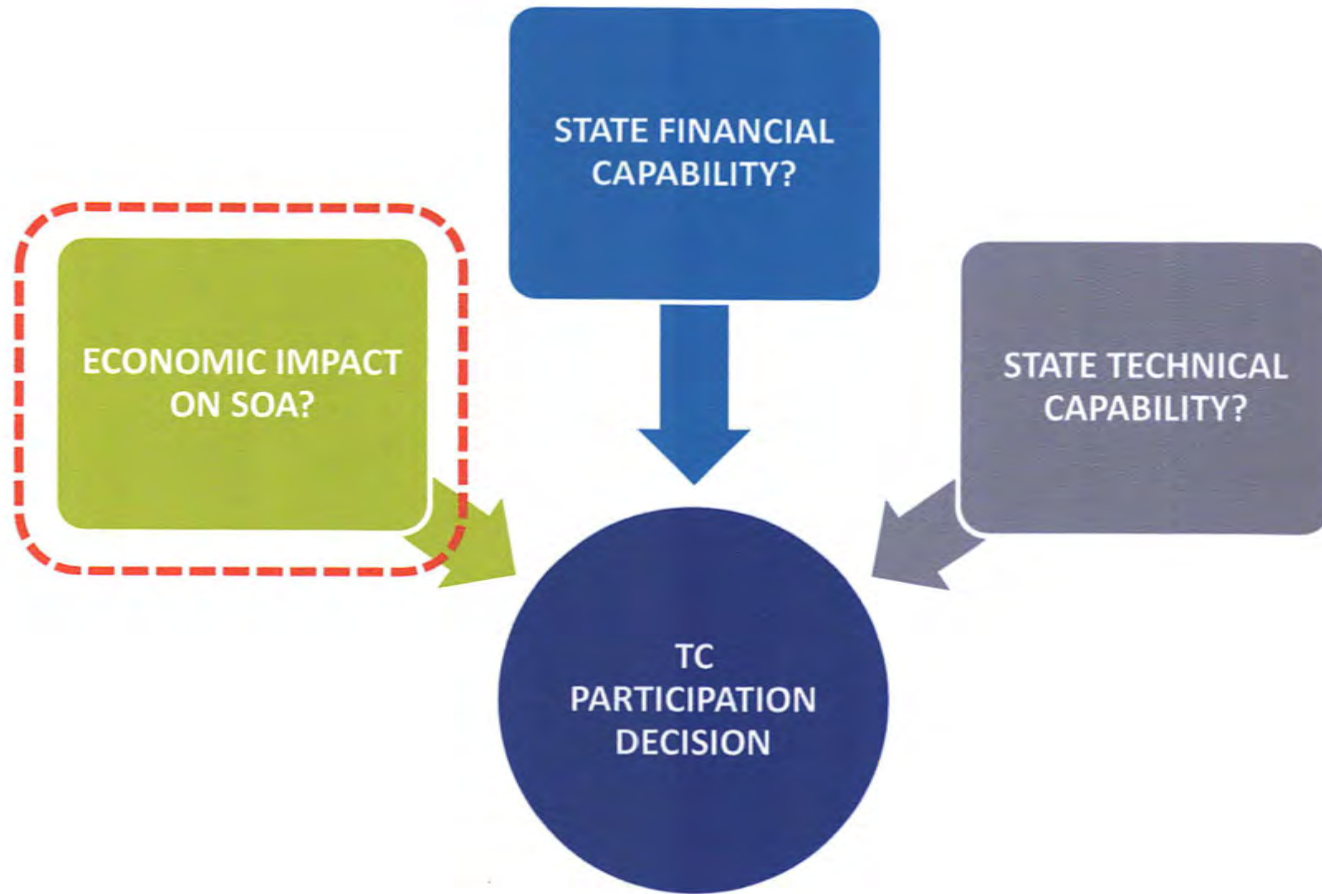 STATE FINANCIAL
CAPABILITY?
ECONOMIC IMPACT
ON SOA?
STATE TECHNICAL
CAPABILITY?
TC
PARTICIPATION
DECISION